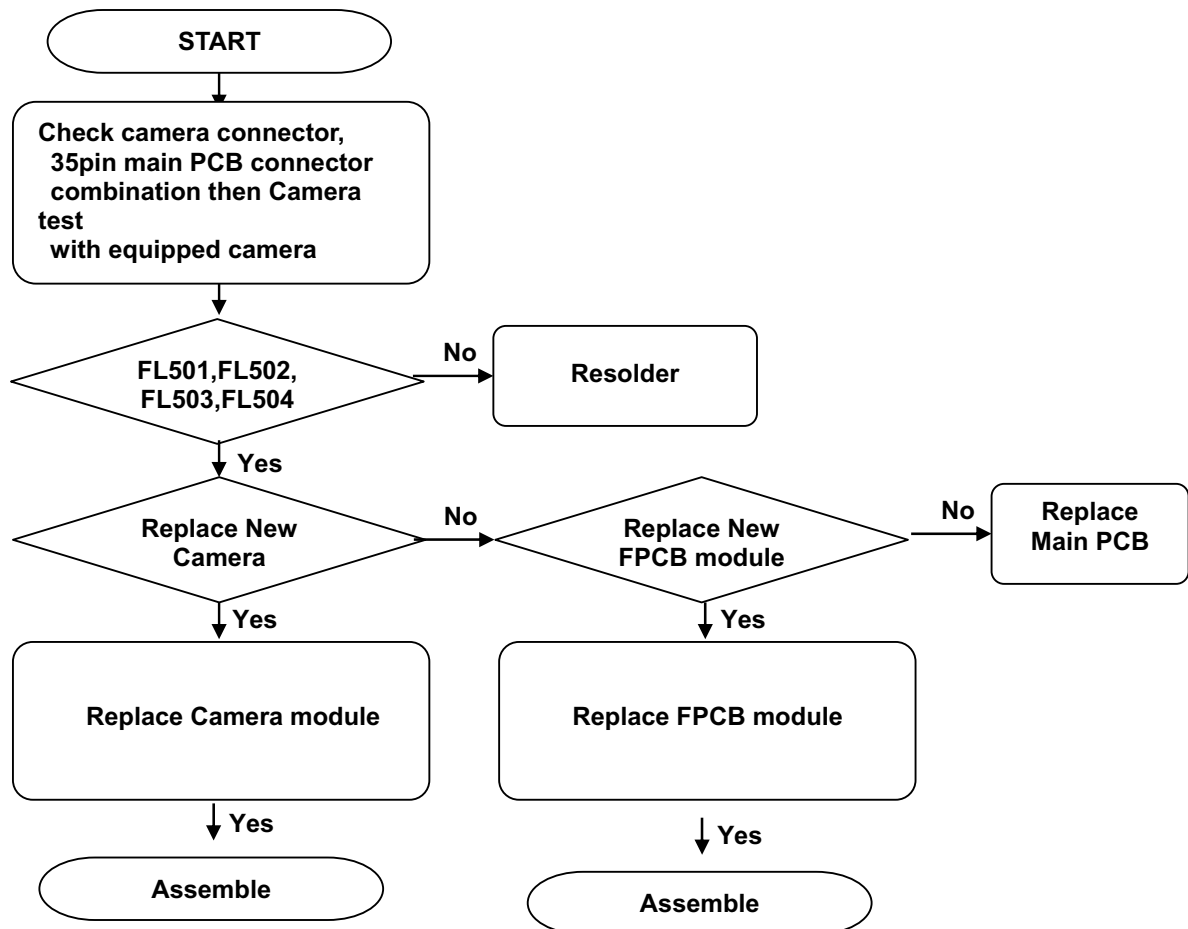 START
Check camera connector,
35pin main PCB connector
combination then Camera
test
with equipped camera
FL501,FL502,
FL503,FL504
No
Resolder
Yes
Replace New
Camera
No
Replace New
FPCB module
No
Replace
Main PCB
Yes
Yes
Replace Camera module
Replace FPCB module
Yes
Yes
Assemble
Assemble